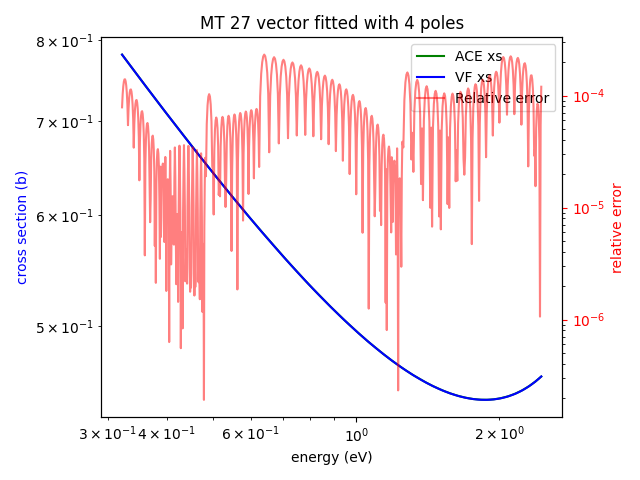 MT 27 vector fitted with 4 poles
8 × 10⁻¹
7 × 10⁻¹
6 × 10⁻¹
5 × 10⁻¹
cross section (b)
ACE xs
VF xs
Relative error
10⁻⁴
10⁻⁵
10⁻⁶
relative error
3 × 10⁻¹ 4 × 10⁻¹ 6 × 10⁻¹ 10⁰ 2 × 10⁰
energy (eV)